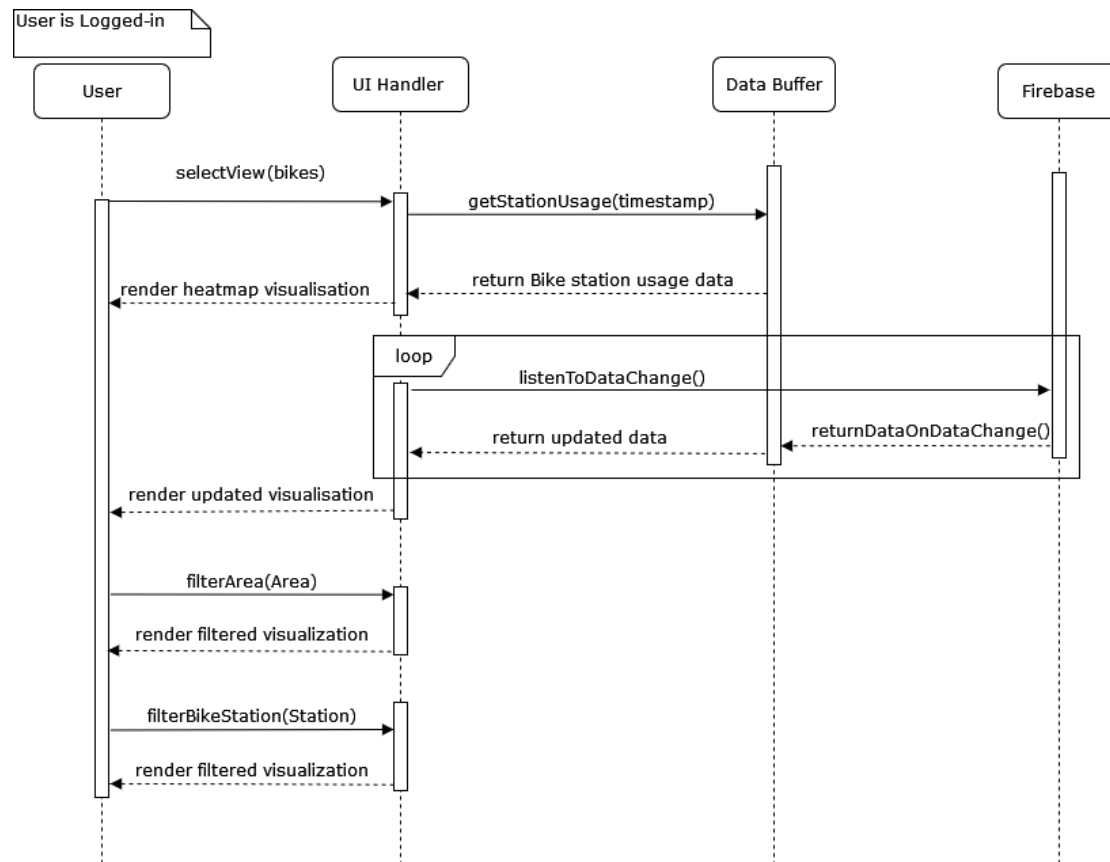 User is Logged-in
User
UI Handler
Data Buffer
Firebase
selectView(bikes)
getStationUsage(timestamp)
return Bike station usage data
render heatmap visualisation
loop
listenToDataChange()
returnDataOnDataChange()
return updated data
render updated visualisation
filterArea(Area)
render filtered visualization
filterBikeStation(Station)
render filtered visualization